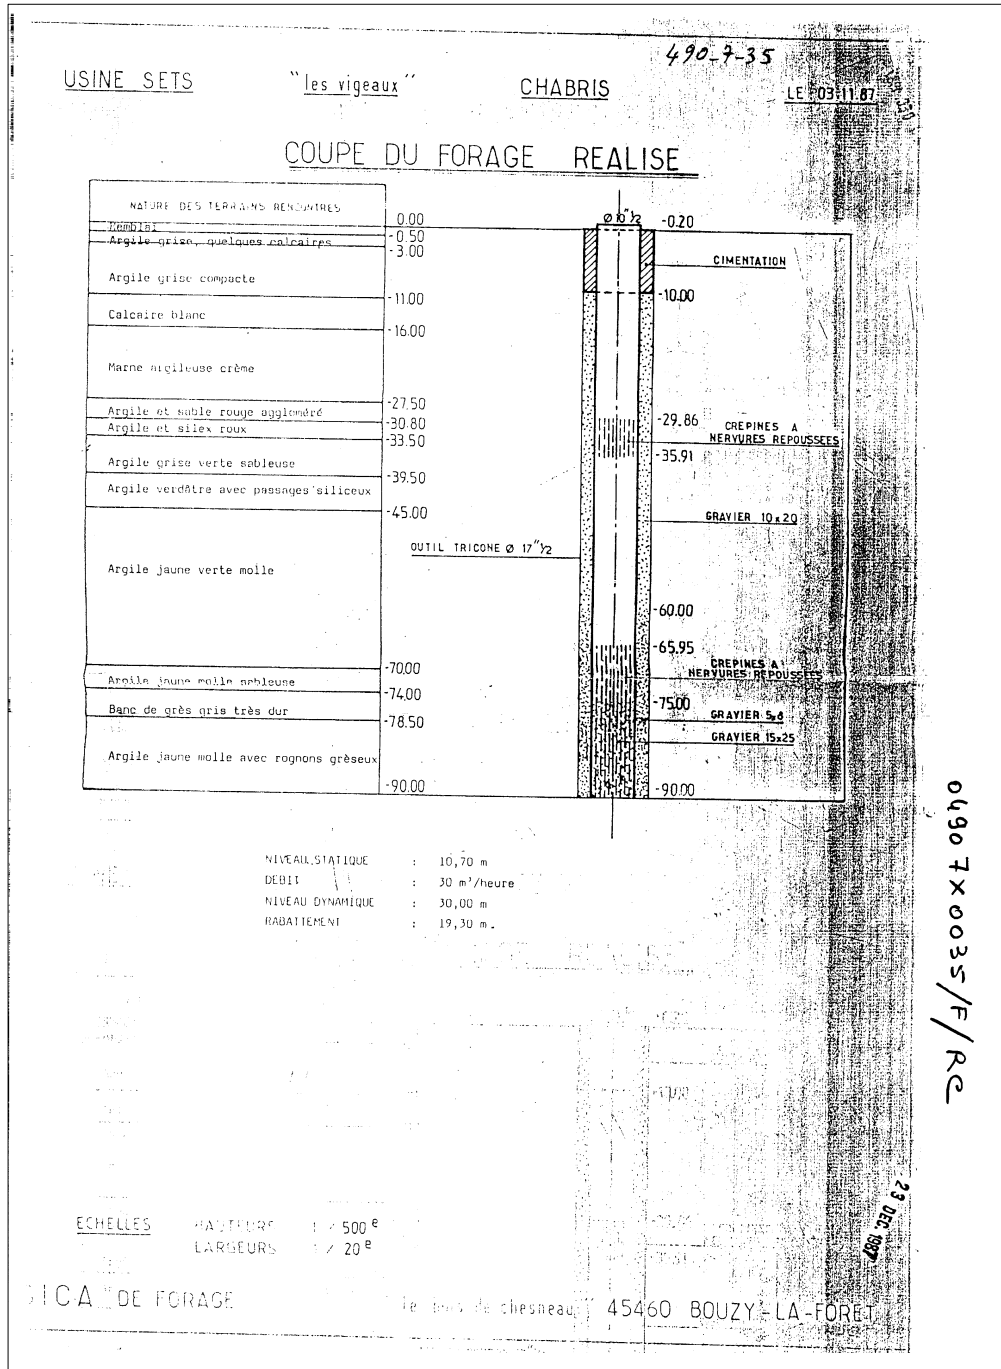 490-7-35
USINE SETS "les vigeaux" CHABRIS LE 03.11.87
COUPE DU FORAGE REALISE
NATURE DES TERRAINS RENCONTRES
0.00
Remblai
-0.50
Argile grise, quelques calcaires
-3.00
Argile grise compacte
-11.00
Calcaire blanc
-16.00
Marne argileuse crème
-27.50
Argile et sable rouge aggloméré
-30.80
Argile et silex roux
-33.50
Argile grise verte sableuse
-39.50
Argile verdâtre avec passages siliceux
-45.00
Argile jaune verte molle
-70.00
Argile jaune molle sableuse
-74.00
Banc de grès gris très dur
-78.50
Argile jaune molle avec rognons grèseux
-90.00
OUTIL TRICONE Ø 17"1/2
Ø 10"1/2
-0.20
CIMENTATION
-10.00
-29.86
CREPINES A
NERVURES REPOUSSEES
-35.91
GRAVIER 10x20
-60.00
-65.95
CREPINES A
NERVURES REPOUSSEES
-75.00
GRAVIER 5x8
GRAVIER 15x25
-90.00
NIVEAU STATIQUE : 10,70 m
DEBIT : 30 m³/heure
NIVEAU DYNAMIQUE : 30,00 m
RABATTEMENT : 19,30 m.
0490 7X0035/F/RC
23 DEC. 1987
ECHELLES HAUTEURS 1 / 500 e
LARGEURS 1 / 20 e
SICA DE FORAGE le bois de chesneau 45460 BOUZY-LA-FORET